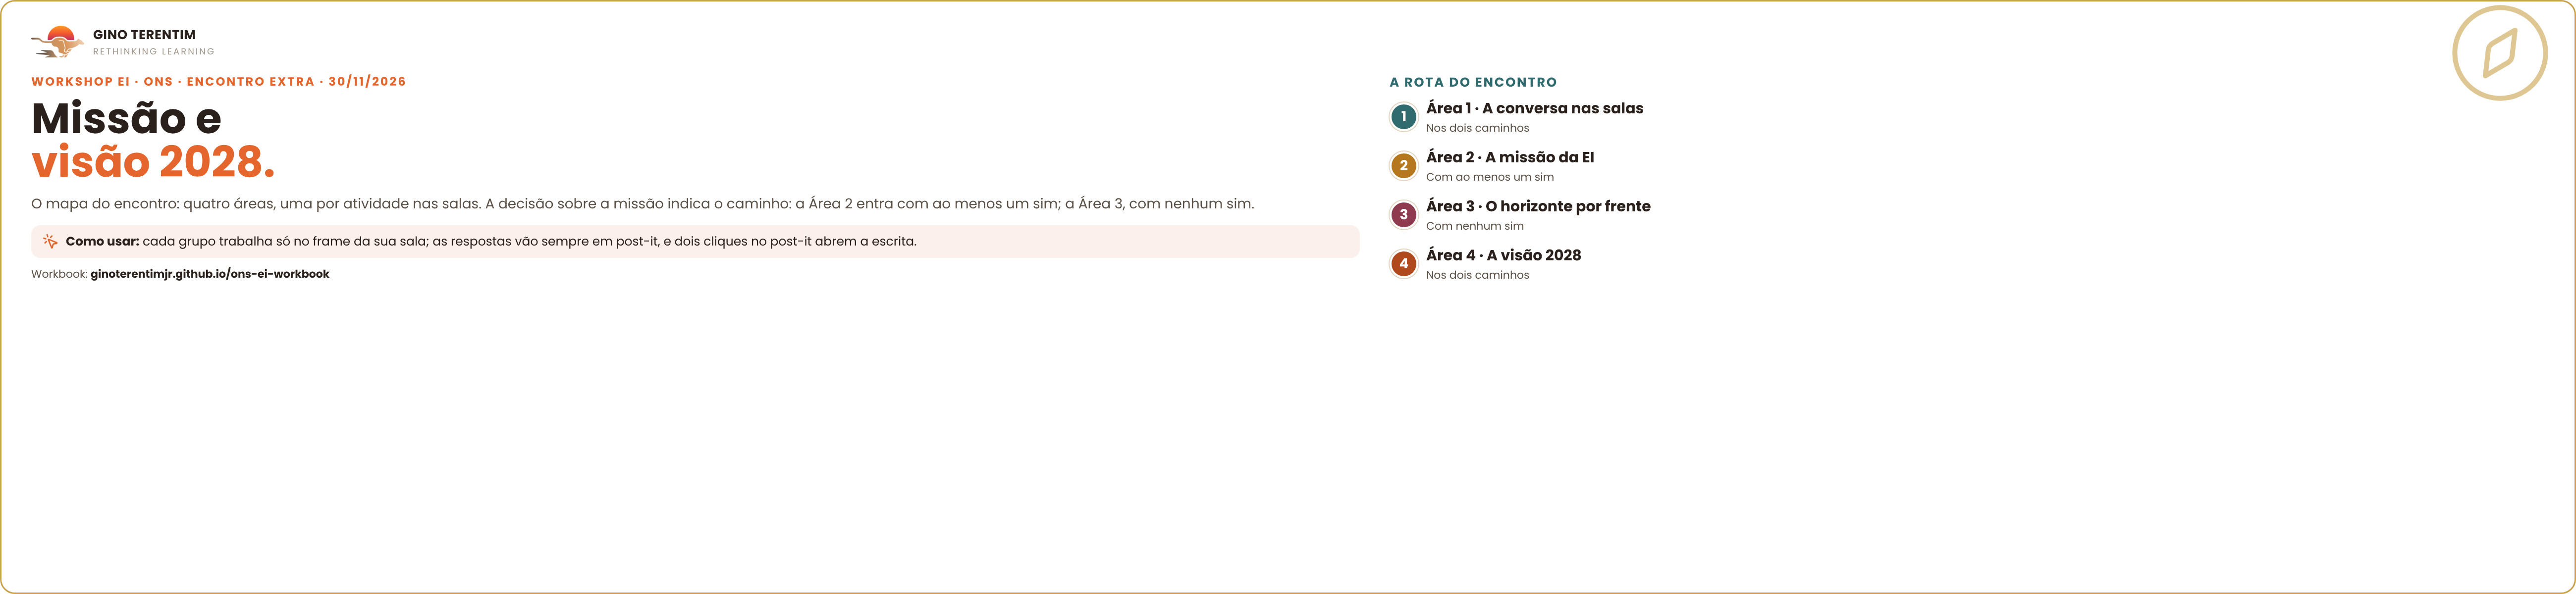 GINO TERENTIM
RETHINKING LEARNING
WORKSHOP EI · ONS · ENCONTRO EXTRA · 30/11/2026
Missão e
visão 2028.
O mapa do encontro: quatro áreas, uma por atividade nas salas. A decisão sobre a missão indica o caminho: a Área 2 entra com ao menos um sim; a Área 3, com nenhum sim.
Como usar: cada grupo trabalha só no frame da sua sala; as respostas vão sempre em post-it, e dois cliques no post-it abrem a escrita.
Workbook: ginoterentimjr.github.io/ons-ei-workbook
A ROTA DO ENCONTRO
1 Área 1 · A conversa nas salas
Nos dois caminhos
2 Área 2 · A missão da EI
Com ao menos um sim
3 Área 3 · O horizonte por frente
Com nenhum sim
4 Área 4 · A visão 2028
Nos dois caminhos